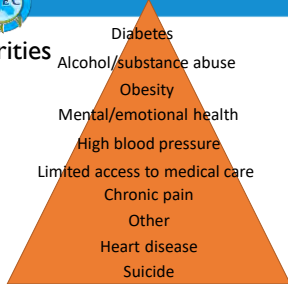 rities
Diabetes
Alcohol/substance abuse
Obesity
Mental/emotional health
High blood pressure
Limited access to medical care
Chronic pain
Other
Heart disease
Suicide